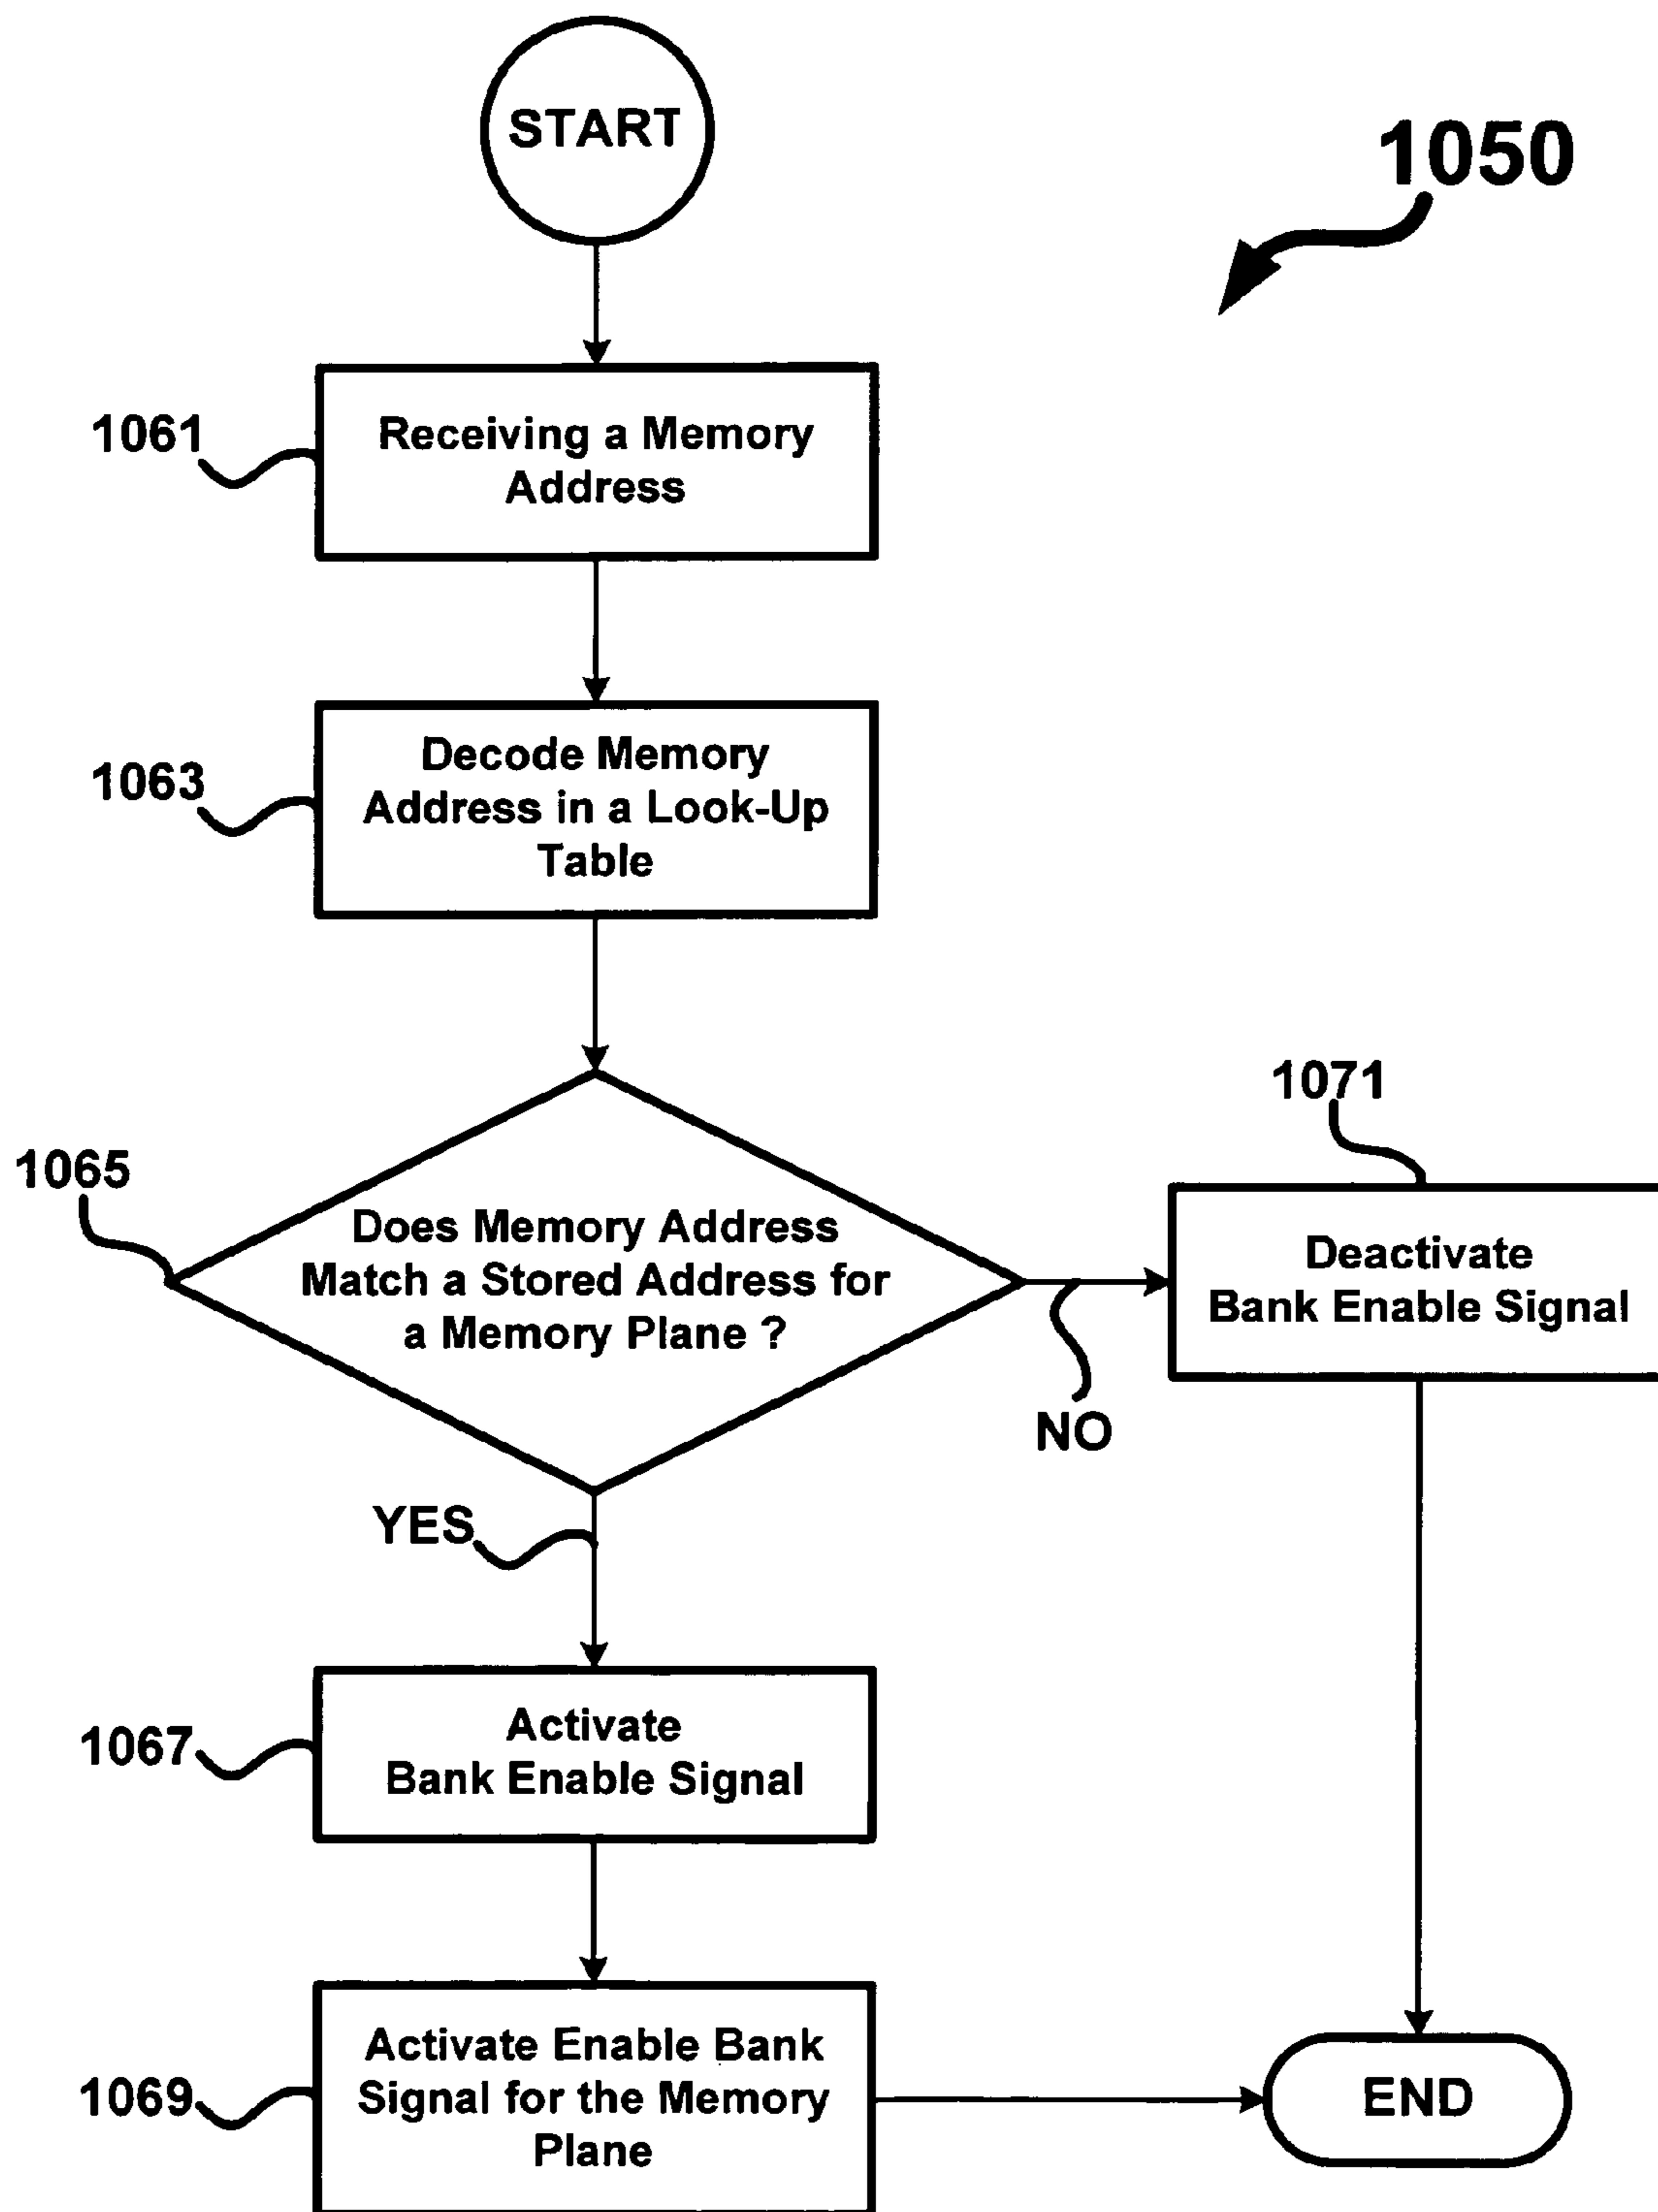 START
1050
1061
Receiving a Memory
Address
1063
Decode Memory
Address in a Look-Up
Table
1065
Does Memory Address
Match a Stored Address for
a Memory Plane ?
1071
Deactivate
Bank Enable Signal
NO
YES
1067
Activate
Bank Enable Signal
1069
Activate Enable Bank
Signal for the Memory
Plane
END